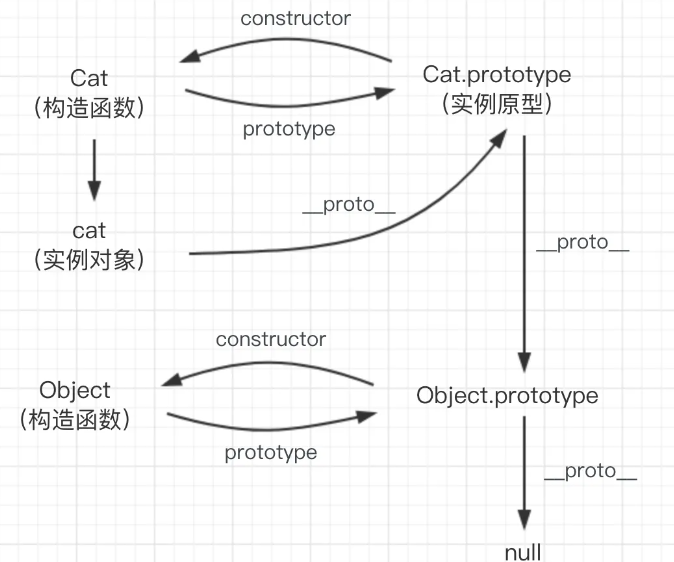 constructor
Cat
(构造函数)
Cat.prototype
(实例原型)
prototype
__proto__
cat
(实例对象)
__proto__
constructor
Object
(构造函数)
Object.prototype
prototype
__proto__
null